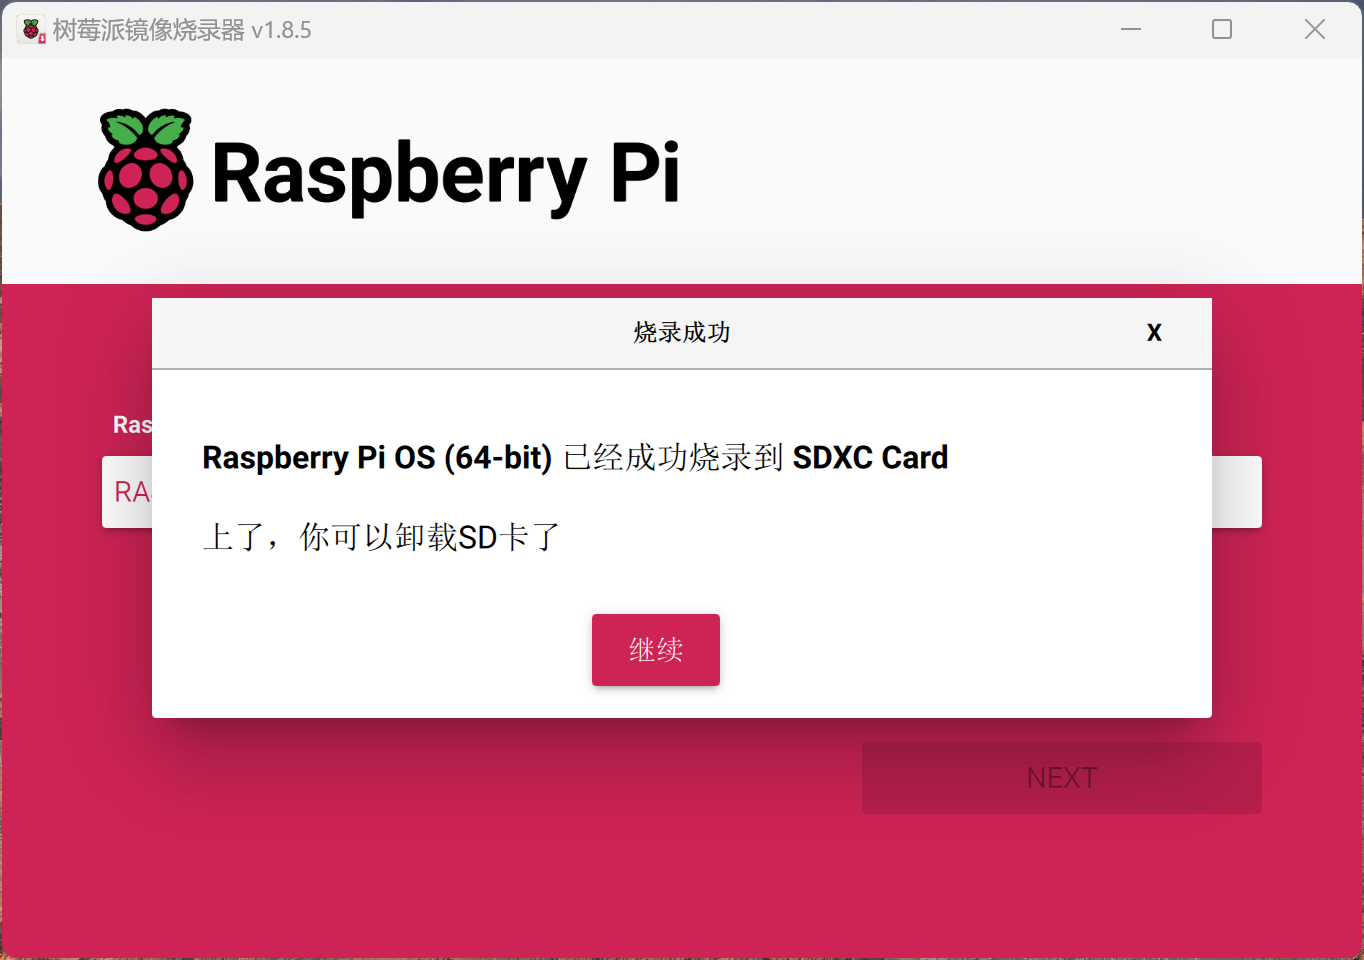 树莓派镜像烧录器 v1.8.5
Raspberry Pi
烧录成功
X
Ras
RA
Raspberry Pi OS (64-bit) 已经成功烧录到 SDXC Card
上了，你可以卸载SD卡了
继续
NEXT